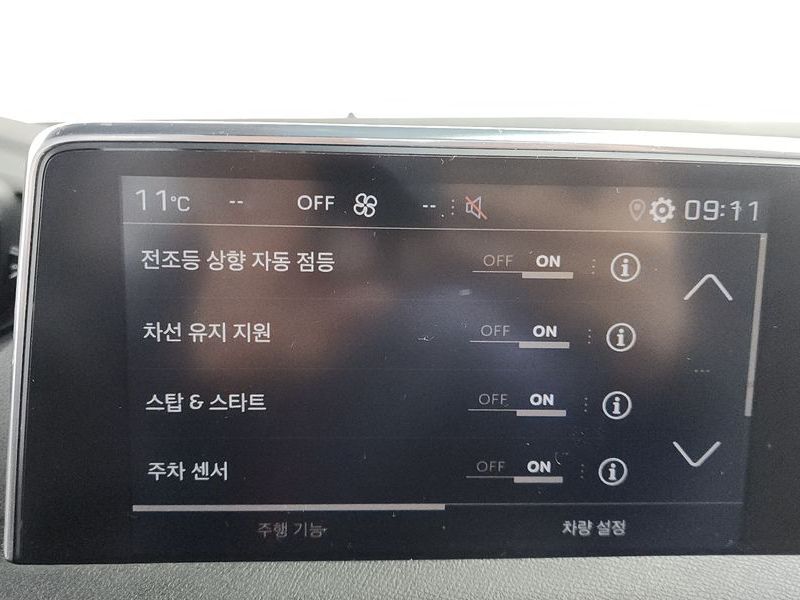 11°C -- OFF -- 09:11
전조등 상향 자동 점등 OFF ON i
차선 유지 지원 OFF ON i
스탑 & 스타트 OFF ON i
주차 센서 OFF ON i
주행 기능 차량 설정